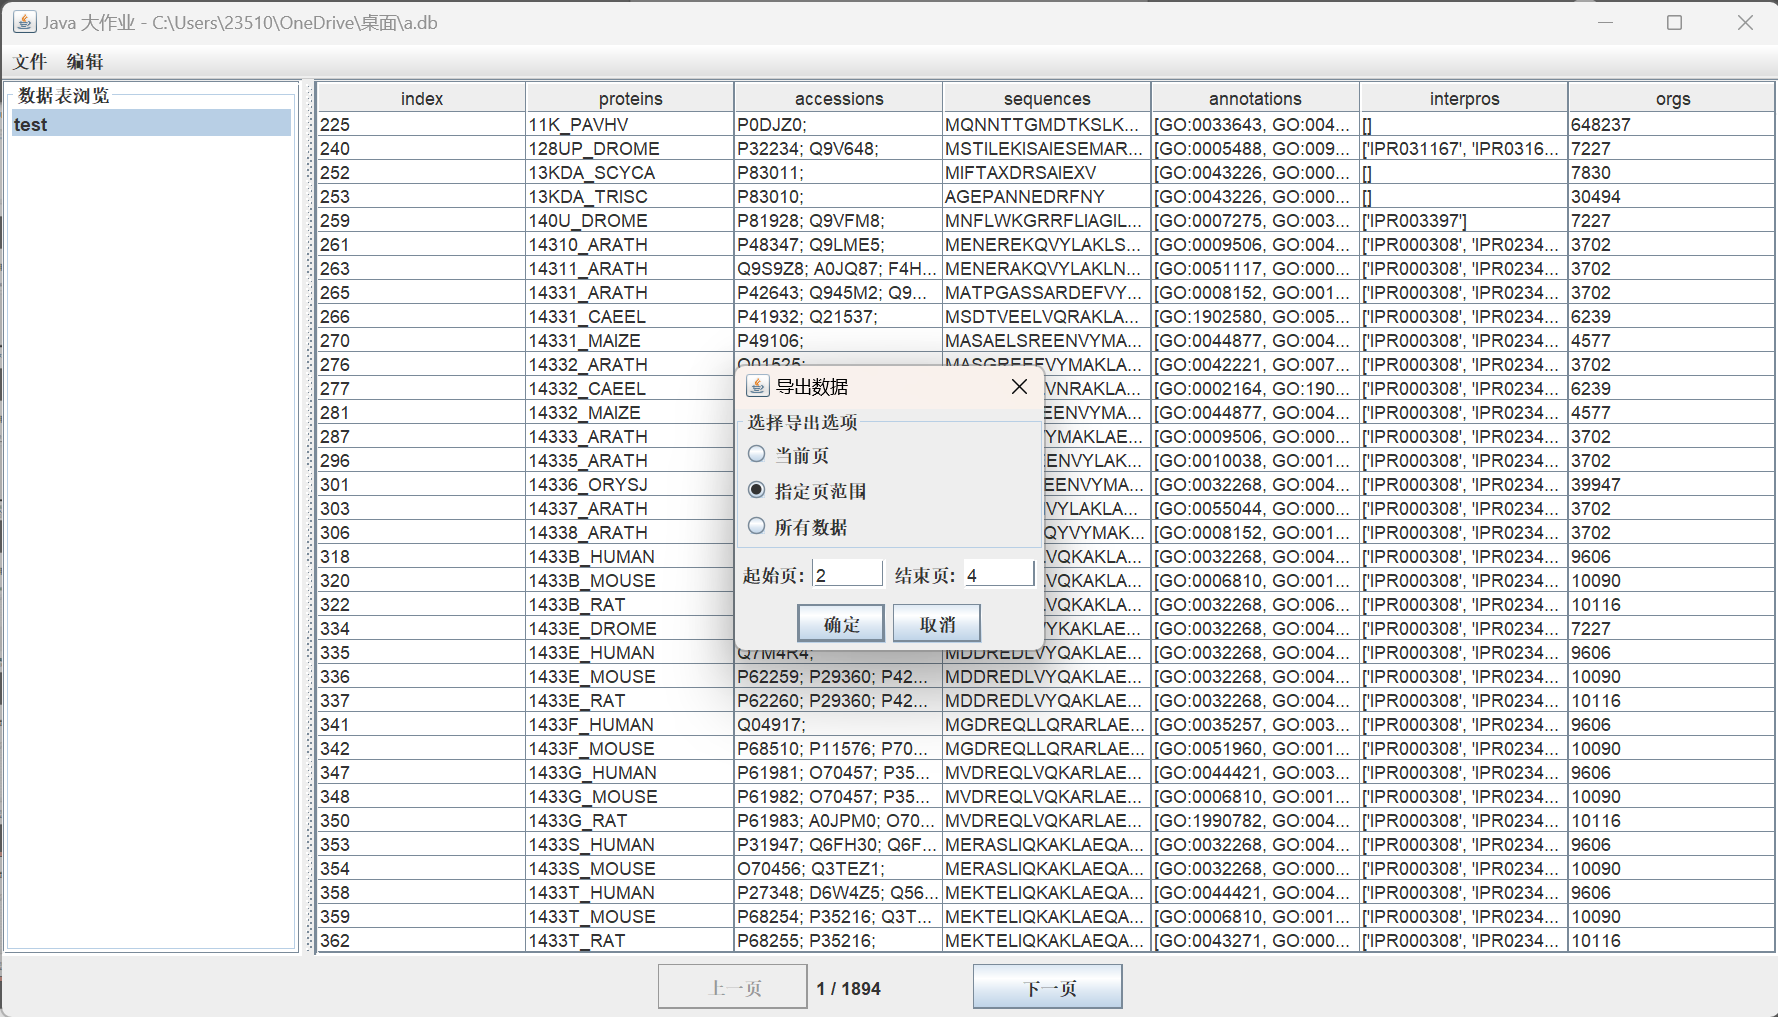 Java 大作业 - C:\Users\23510\OneDrive\桌面\a.db
文件 编辑
数据表浏览
test
index proteins accessions sequences annotations interpros orgs
225 11K_PAVHV P0DJZ0; MQNNTTGMDTKSLK... [GO:0033643, GO:004... [] 648237
240 128UP_DROME P32234; Q9V648; MSTILEKISAIESEMAR... [GO:0005488, GO:009... ['IPR031167', 'IPR0316... 7227
252 13KDA_SCYCA P83011; MIFTAXDRSAIEXV [GO:0043226, GO:000... [] 7830
253 13KDA_TRISC P83010; AGEPANNEDRFNY [GO:0043226, GO:000... [] 30494
259 140U_DROME P81928; Q9VFM8; MNFLWKGRRFLIAGIL... [GO:0007275, GO:003... ['IPR003397'] 7227
261 14310_ARATH P48347; Q9LME5; MENEREKQVYLAKLS... [GO:0009506, GO:004... ['IPR000308', 'IPR0234... 3702
263 14311_ARATH Q9S9Z8; A0JQ87; F4H... MENERAKQVYLAKLN... [GO:0051117, GO:000... ['IPR000308', 'IPR0234... 3702
265 14331_ARATH P42643; Q945M2; Q9... MATPGASSARDEFVY... [GO:0008152, GO:001... ['IPR000308', 'IPR0234... 3702
266 14331_CAEEL P41932; Q21537; MSDTVEELVQRAKLA... [GO:1902580, GO:005... ['IPR000308', 'IPR0234... 6239
270 14331_MAIZE P49106; MASAELSREENVYMA... [GO:0044877, GO:004... ['IPR000308', 'IPR0234... 4577
276 14332_ARATH Q01525; MASGREEFVYMAKLA... [GO:0042221, GO:007... ['IPR000308', 'IPR0234... 3702
277 14332_CAEEL VNRAKLA... [GO:0002164, GO:190... ['IPR000308', 'IPR0234... 6239
281 14332_MAIZE EENVYMA... [GO:0044877, GO:004... ['IPR000308', 'IPR0234... 4577
287 14333_ARATH YMAKLAE... [GO:0009506, GO:000... ['IPR000308', 'IPR0234... 3702
296 14335_ARATH ENVYLAK... [GO:0010038, GO:001... ['IPR000308', 'IPR0234... 3702
301 14336_ORYSJ EENVYMA... [GO:0032268, GO:004... ['IPR000308', 'IPR0234... 39947
303 14337_ARATH VYLAKLA... [GO:0055044, GO:000... ['IPR000308', 'IPR0234... 3702
306 14338_ARATH QYVYMAK... [GO:0008152, GO:001... ['IPR000308', 'IPR0234... 3702
318 1433B_HUMAN VQKAKLA... [GO:0032268, GO:004... ['IPR000308', 'IPR0234... 9606
320 1433B_MOUSE VQKAKLA... [GO:0006810, GO:001... ['IPR000308', 'IPR0234... 10090
322 1433B_RAT VQKAKLA... [GO:0032268, GO:006... ['IPR000308', 'IPR0234... 10116
334 1433E_DROME YKAKLAE... [GO:0032268, GO:004... ['IPR000308', 'IPR0234... 7227
335 1433E_HUMAN Q7M4R4; MDDREDLVYQAKLAE... [GO:0032268, GO:004... ['IPR000308', 'IPR0234... 9606
336 1433E_MOUSE P62259; P29360; P42... MDDREDLVYQAKLAE... [GO:0032268, GO:004... ['IPR000308', 'IPR0234... 10090
337 1433E_RAT P62260; P29360; P42... MDDREDLVYQAKLAE... [GO:0032268, GO:004... ['IPR000308', 'IPR0234... 10116
341 1433F_HUMAN Q04917; MGDREQLLQRARLAE... [GO:0035257, GO:003... ['IPR000308', 'IPR0234... 9606
342 1433F_MOUSE P68510; P11576; P70... MGDREQLLQRARLAE... [GO:0051960, GO:001... ['IPR000308', 'IPR0234... 10090
347 1433G_HUMAN P61981; O70457; P35... MVDREQLVQKARLAE... [GO:0044421, GO:003... ['IPR000308', 'IPR0234... 9606
348 1433G_MOUSE P61982; O70457; P35... MVDREQLVQKARLAE... [GO:0006810, GO:001... ['IPR000308', 'IPR0234... 10090
350 1433G_RAT P61983; A0JPM0; O70... MVDREQLVQKARLAE... [GO:1990782, GO:004... ['IPR000308', 'IPR0234... 10116
353 1433S_HUMAN P31947; Q6FH30; Q6F... MERASLIQKAKLAEQA... [GO:0032268, GO:004... ['IPR000308', 'IPR0234... 9606
354 1433S_MOUSE O70456; Q3TEZ1; MERASLIQKAKLAEQA... [GO:0032268, GO:000... ['IPR000308', 'IPR0234... 10090
358 1433T_HUMAN P27348; D6W4Z5; Q56... MEKTELIQKAKLAEQA... [GO:0044421, GO:004... ['IPR000308', 'IPR0234... 9606
359 1433T_MOUSE P68254; P35216; Q3T... MEKTELIQKAKLAEQA... [GO:0006810, GO:001... ['IPR000308', 'IPR0234... 10090
362 1433T_RAT P68255; P35216; MEKTELIQKAKLAEQA... [GO:0043271, GO:000... ['IPR000308', 'IPR0234... 10116
导出数据
选择导出选项
当前页
指定页范围
所有数据
起始页: 2 结束页: 4
确定 取消
上一页 1 / 1894 下一页